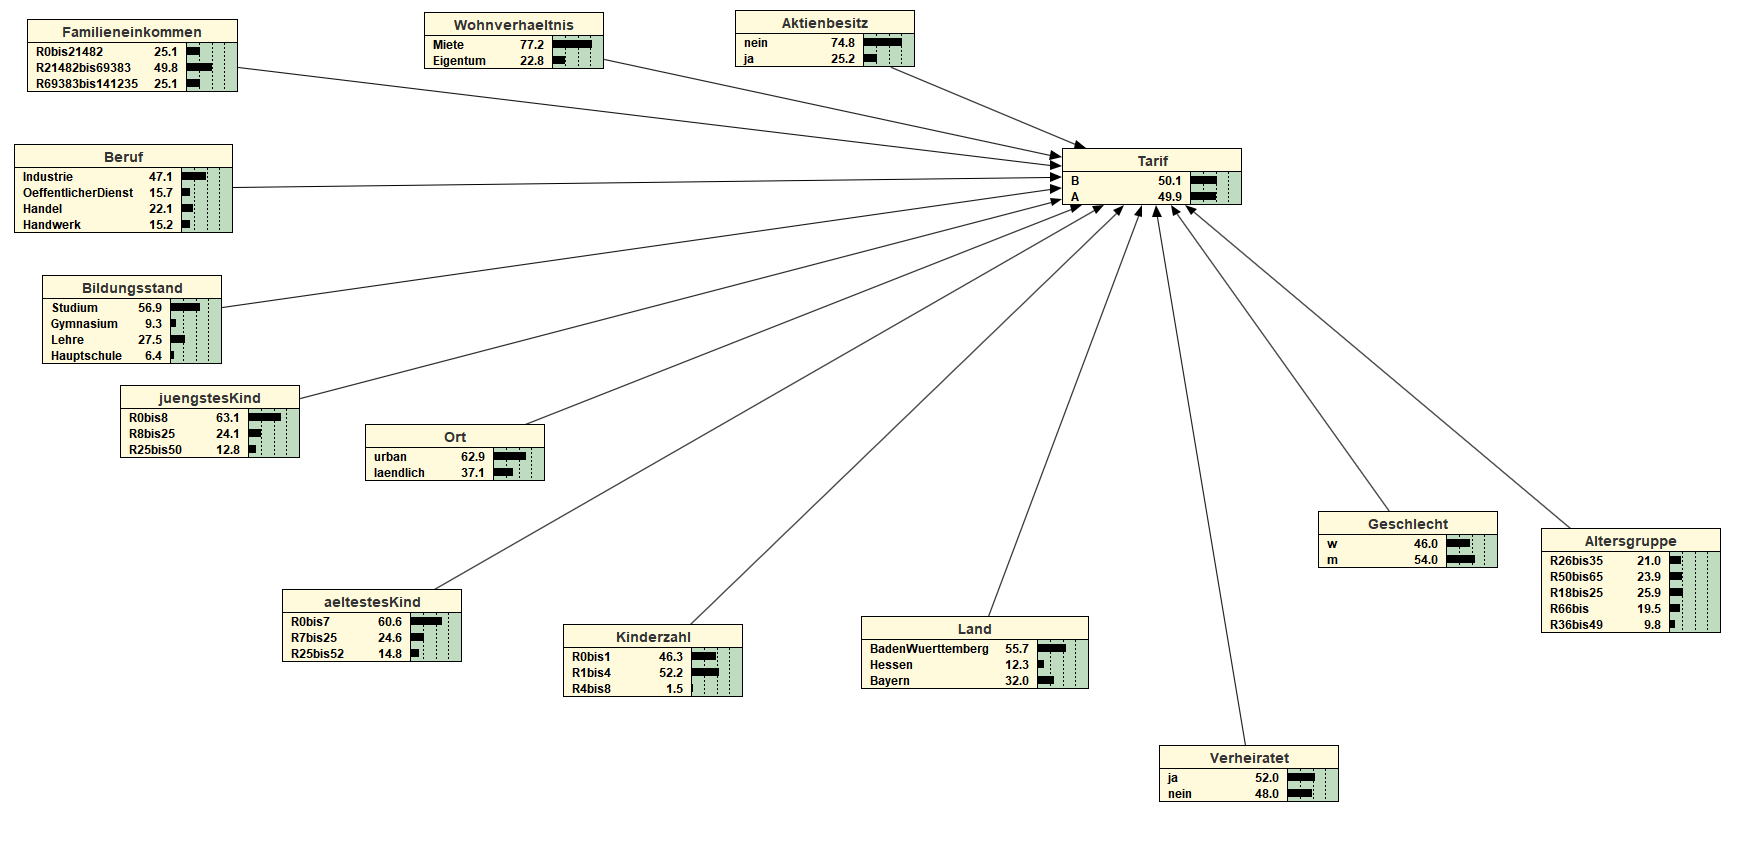 Familieneinkommen
R0bis21482 25.1
R21482bis69383 49.8
R69383bis141235 25.1
Wohnverhaeltnis
Miete 77.2
Eigentum 22.8
Aktienbesitz
nein 74.8
ja 25.2
Beruf
Industrie 47.1
OeffentlicherDienst 15.7
Handel 22.1
Handwerk 15.2
Tarif
B 50.1
A 49.9
Bildungsstand
Studium 56.9
Gymnasium 9.3
Lehre 27.5
Hauptschule 6.4
juengstesKind
R0bis8 63.1
R8bis25 24.1
R25bis50 12.8
Ort
urban 62.9
laendlich 37.1
Geschlecht
w 46.0
m 54.0
Altersgruppe
R26bis35 21.0
R50bis65 23.9
R18bis25 25.9
R66bis 19.5
R36bis49 9.8
aeltestesKind
R0bis7 60.6
R7bis25 24.6
R25bis52 14.8
Kinderzahl
R0bis1 46.3
R1bis4 52.2
R4bis8 1.5
Land
BadenWuerttemberg 55.7
Hessen 12.3
Bayern 32.0
Verheiratet
ja 52.0
nein 48.0